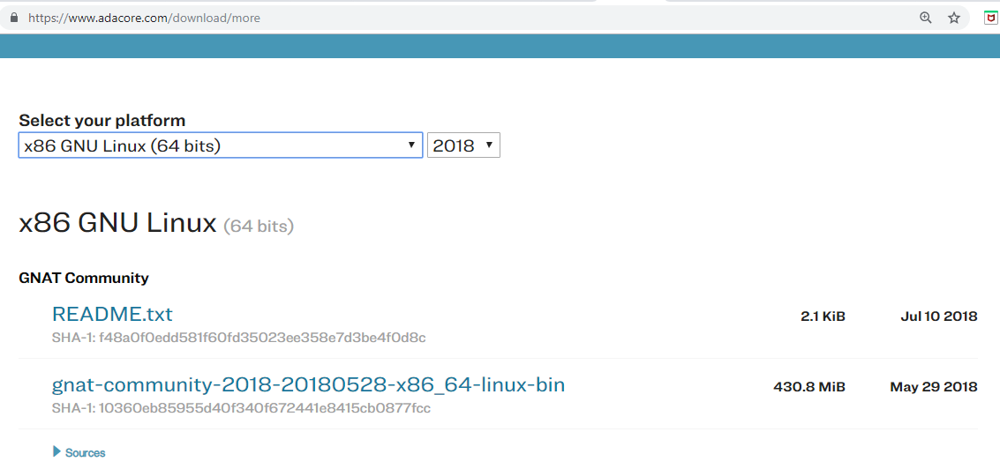 https://www.adacore.com/download/more
Select your platform
x86 GNU Linux (64 bits) 2018
x86 GNU Linux (64 bits)
GNAT Community
README.txt 2.1 KiB Jul 10 2018
SHA-1: f48a0f0edd581f60fd35023ee358e7d3be4f0d8c
gnat-community-2018-20180528-x86_64-linux-bin 430.8 MiB May 29 2018
SHA-1: 10360eb85955d40f340f672441e8415cb0877fcc
Sources